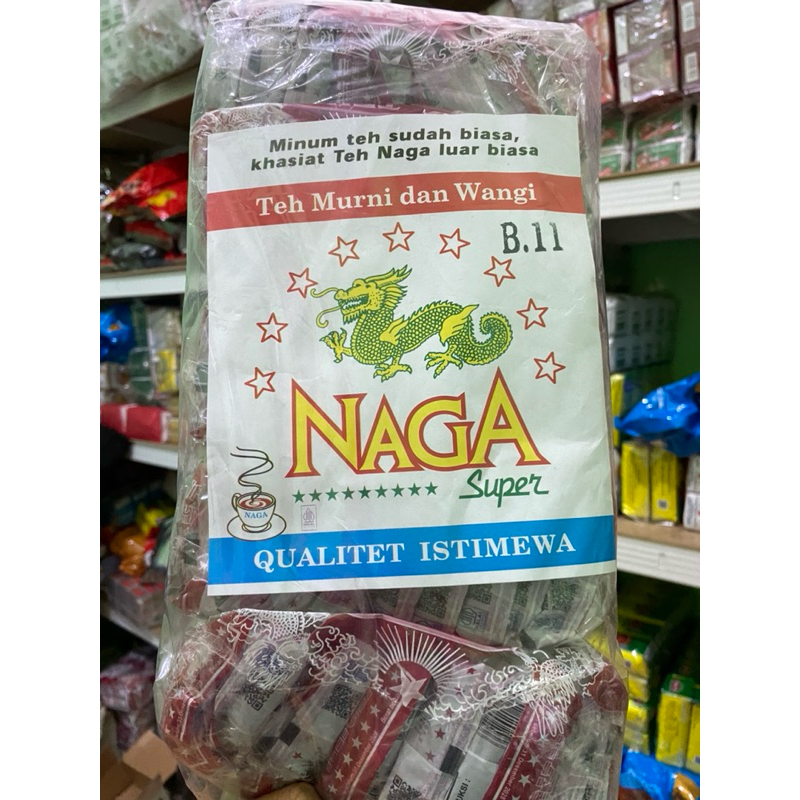 Minum teh sudah biasa,
khasiat Teh Naga luar biasa
Teh Murni dan Wangi
B.11
NAGA
Super
NAGA
QUALITET ISTIMEWA